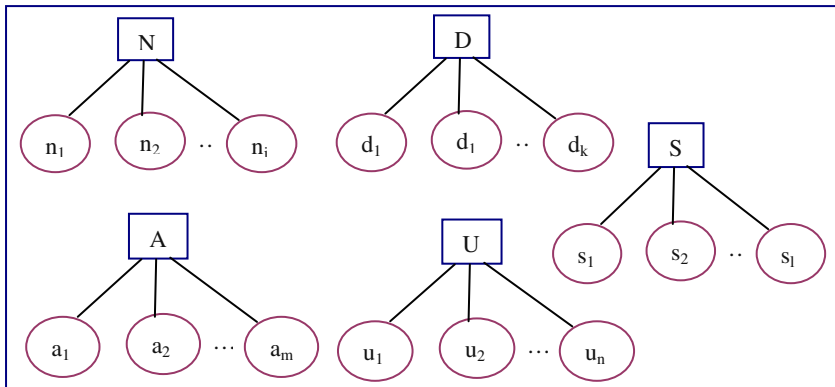 N
n₁ n₂ .. nᵢ
D
d₁ d₁ .. dₖ
S
s₁ s₂ .. sₗ
A
a₁ a₂ ... aₘ
U
u₁ u₂ ... uₙ